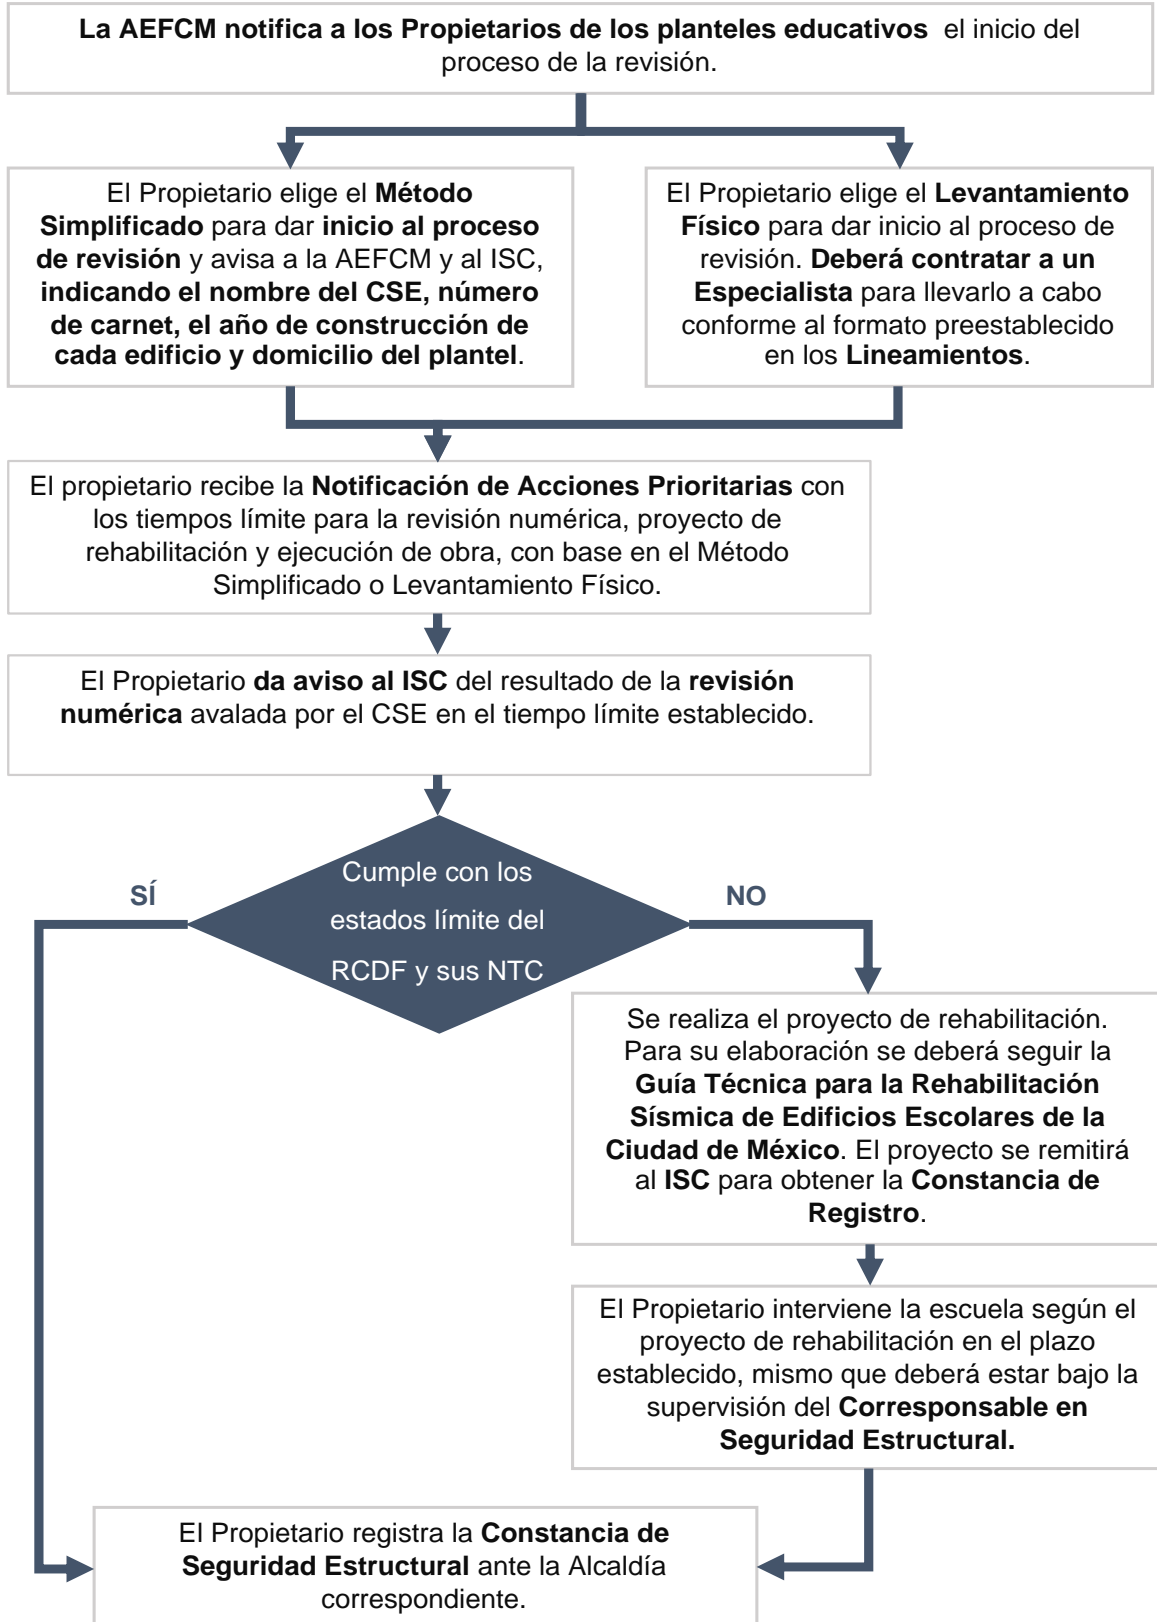 La AEFCM notifica a los Propietarios de los planteles educativos el inicio del
proceso de la revisión.
El Propietario elige el Método
Simplificado para dar inicio al proceso
de revisión y avisa a la AEFCM y al ISC,
indicando el nombre del CSE, número
de carnet, el año de construcción de
cada edificio y domicilio del plantel.
El Propietario elige el Levantamiento
Físico para dar inicio al proceso de
revisión. Deberá contratar a un
Especialista para llevarlo a cabo
conforme al formato preestablecido
en los Lineamientos.
El propietario recibe la Notificación de Acciones Prioritarias con
los tiempos límite para la revisión numérica, proyecto de
rehabilitación y ejecución de obra, con base en el Método
Simplificado o Levantamiento Físico.
El Propietario da aviso al ISC del resultado de la revisión
numérica avalada por el CSE en el tiempo límite establecido.
Cumple con los
estados límite del
RCDF y sus NTC
SÍ
NO
Se realiza el proyecto de rehabilitación.
Para su elaboración se deberá seguir la
Guía Técnica para la Rehabilitación
Sísmica de Edificios Escolares de la
Ciudad de México. El proyecto se remitirá
al ISC para obtener la Constancia de
Registro.
El Propietario interviene la escuela según el
proyecto de rehabilitación en el plazo
establecido, mismo que deberá estar bajo la
supervisión del Corresponsable en
Seguridad Estructural.
El Propietario registra la Constancia de
Seguridad Estructural ante la Alcaldía
correspondiente.